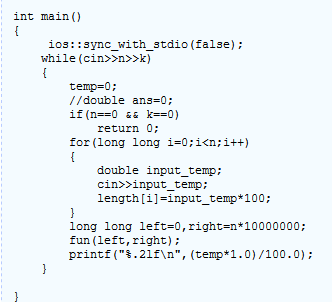 int main()
{
ios::sync_with_stdio(false);
while(cin>>n>>k)
{
temp=0;
//double ans=0;
if(n==0 && k==0)
return 0;
for(long long i=0;i<n;i++)
{
double input_temp;
cin>>input_temp;
length[i]=input_temp*100;
}
long long left=0,right=n*10000000;
fun(left,right);
printf("%.2lf\n",(temp*1.0)/100.0);
}
}